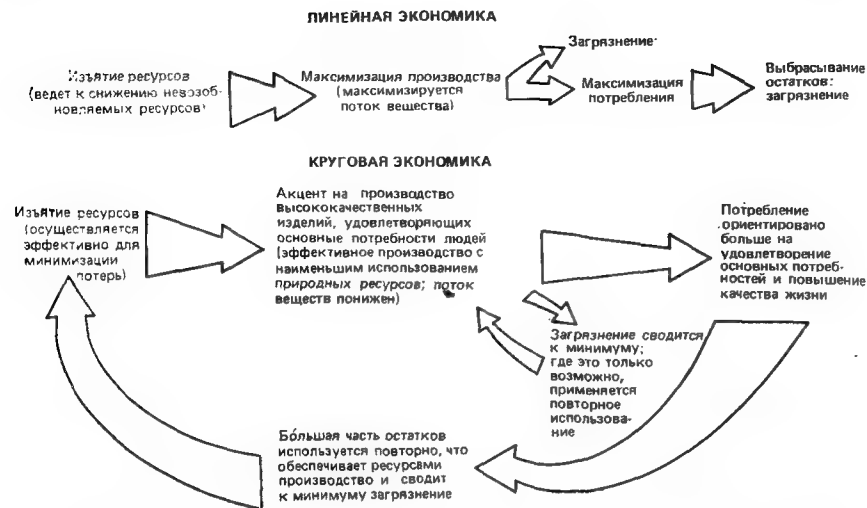 ЛИНЕЙНАЯ ЭКОНОМИКА
Изъятие ресурсов
(ведет к снижению невозоб-
новляемых ресурсов)
Максимизация производства
(максимизируется
поток вещества)
Загрязнение
Максимизация
потребления
Выбрасывание
остатков:
загрязнение
КРУГОВАЯ ЭКОНОМИКА
Изъятие ресурсов
(осуществляется
эффективно для
минимизации
потерь)
Акцент на производство
высококачественных
изделий, удовлетворяющих
основные потребности людей
(эффективное производство с
наименьшим использованием
природных ресурсов; поток
веществ понижен)
Потребление
ориентировано
больше на
удовлетворение
основных потреб-
ностей и повышение
качества жизни
Загрязнение сводится
к минимуму;
где это только
возможно,
применяется
повторное
использова-
ние
Бо́льшая часть остатков
используется повторно, что
обеспечивает ресурсами
производство и сводит
к минимуму загрязнение